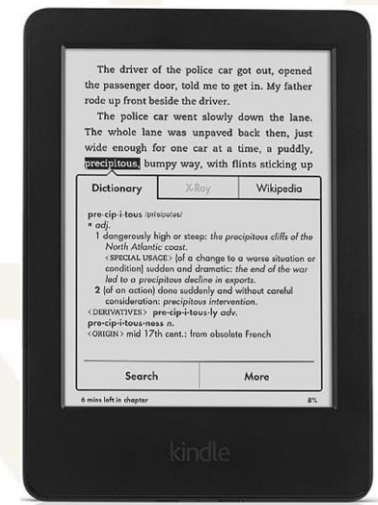 The driver of the police car got out, opened
the passenger door, told me to get in. My father
rode up front beside the driver.
The police car went slowly down the lane.
The whole lane was unpaved back then, just
wide enough for one car at a time, a puddly,
precipitous, bumpy way, with flints sticking up
Dictionary X-Ray Wikipedia
pre·cip·i·tous
• adj.
1 dangerously high or steep: the precipitous cliffs of the
North Atlantic coast.
<SPECIAL USAGE> (of a change to a worse situation or
condition) sudden and dramatic: the end of the war
led to a precipitous decline in exports.
2 (of an action) done suddenly and without careful
consideration: precipitous intervention.
<DERIVATIVES> pre·cip·i·tous·ly adv.
pre·cip·i·tous·ness n.
<ORIGIN> mid 17th cent.: from obsolete French
Search More
6 mins left in chapter 8%
kindle